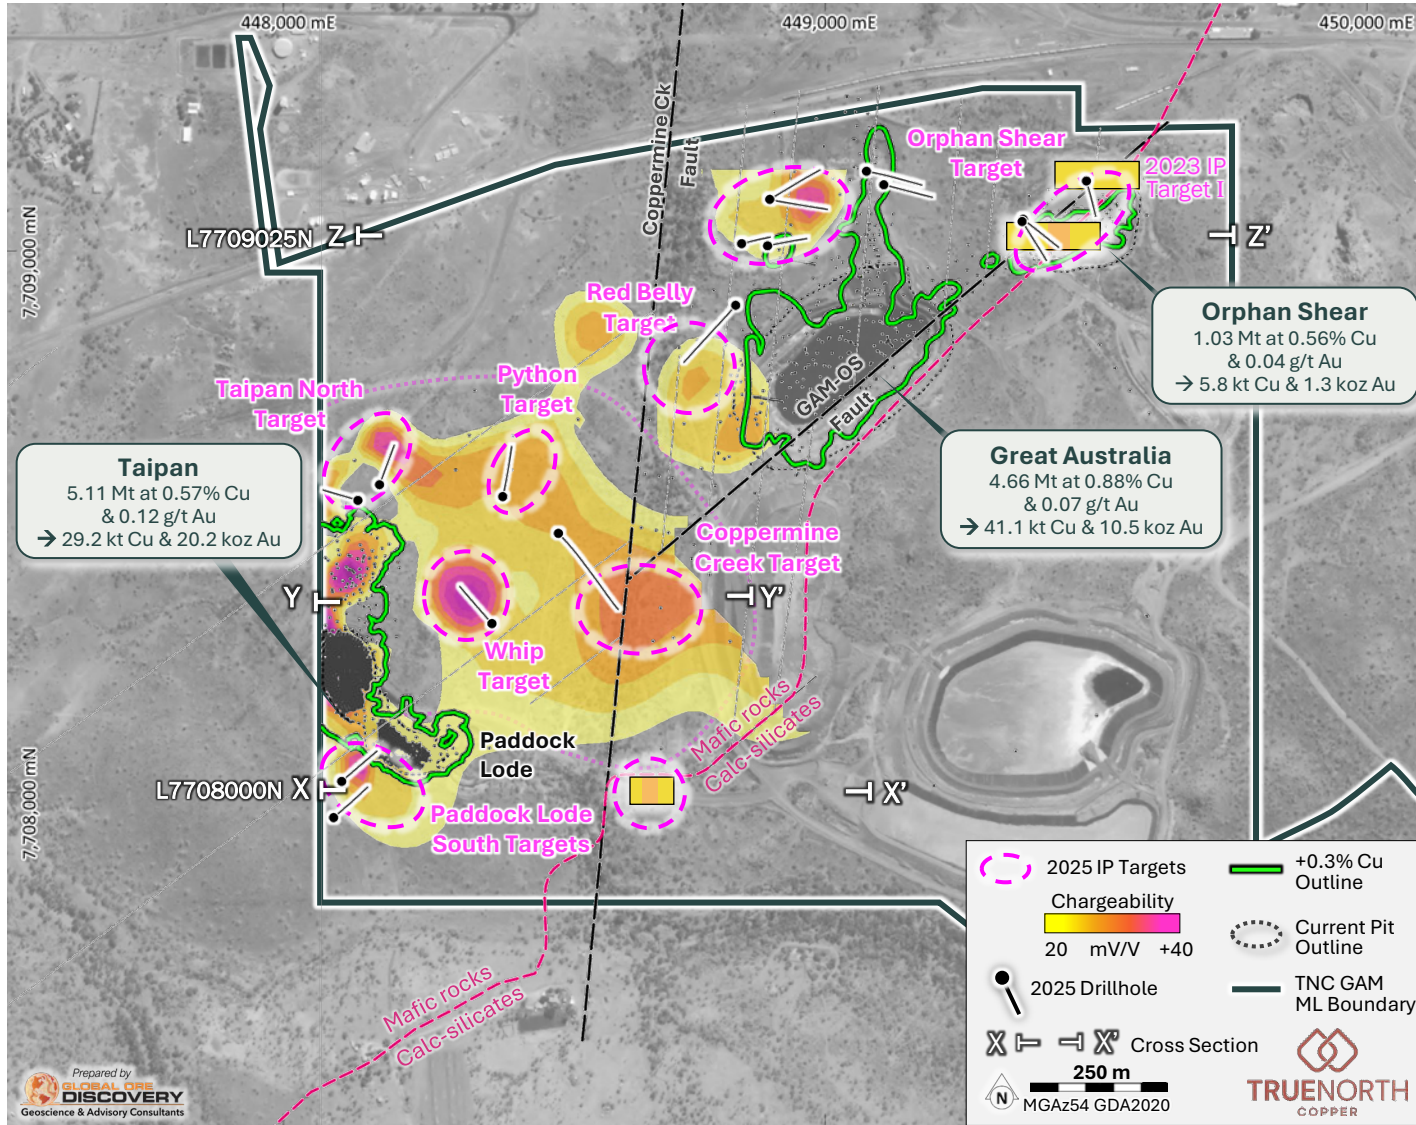 448,000 mE
449,000 mE
450,000 mE
7,709,000 mN
7,708,000 mN
Coppermine Ck
Fault
Orphan Shear
Target
2023 IP
Target I
L7709025N Z
Z'
Red Belly
Target
Orphan Shear
1.03 Mt at 0.56% Cu
& 0.04 g/t Au
→ 5.8 kt Cu & 1.3 koz Au
Python
Target
Taipan North
Target
GAM-OS
Fault
Taipan
5.11 Mt at 0.57% Cu
& 0.12 g/t Au
→ 29.2 kt Cu & 20.2 koz Au
Great Australia
4.66 Mt at 0.88% Cu
& 0.07 g/t Au
→ 41.1 kt Cu & 10.5 koz Au
Coppermine
Creek Target
Y
Y'
Whip
Target
Mafic rocks
Calc-silicates
Paddock
Lode
L7708000N X
X'
Paddock Lode
South Targets
Mafic rocks
Calc-silicates
2025 IP Targets
Chargeability
20 mV/V +40
2025 Drillhole
+0.3% Cu
Outline
Current Pit
Outline
TNC GAM
ML Boundary
X X' Cross Section
250 m
N
MGAz54 GDA2020
TRUENORTH
COPPER
Prepared by
GLOBAL ORE
DISCOVERY
Geoscience & Advisory Consultants